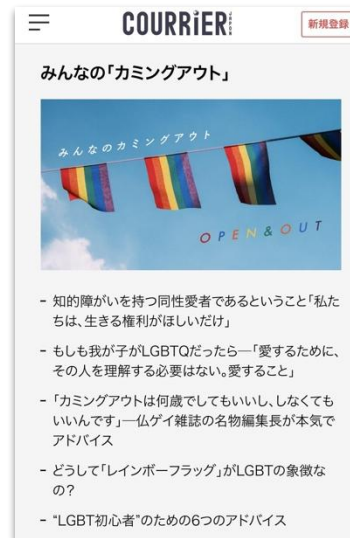 COURRiER JAPON
新規登録
みんなの「カミングアウト」
みんなのカミングアウト
OPEN & OUT
- 知的障がいを持つ同性愛者であるということ「私た
ちは、生きる権利がほしいだけ」
- もしも我が子がLGBTQだったら—「愛するために、
その人を理解する必要はない。愛すること」
- 「カミングアウトは何歳でしてもいいし、しなくても
いいんです」—仏ゲイ雑誌の名物編集長が本気で
アドバイス
- どうして「レインボーフラッグ」がLGBTの象徴な
の?
- “LGBT初心者”のための6つのアドバイス